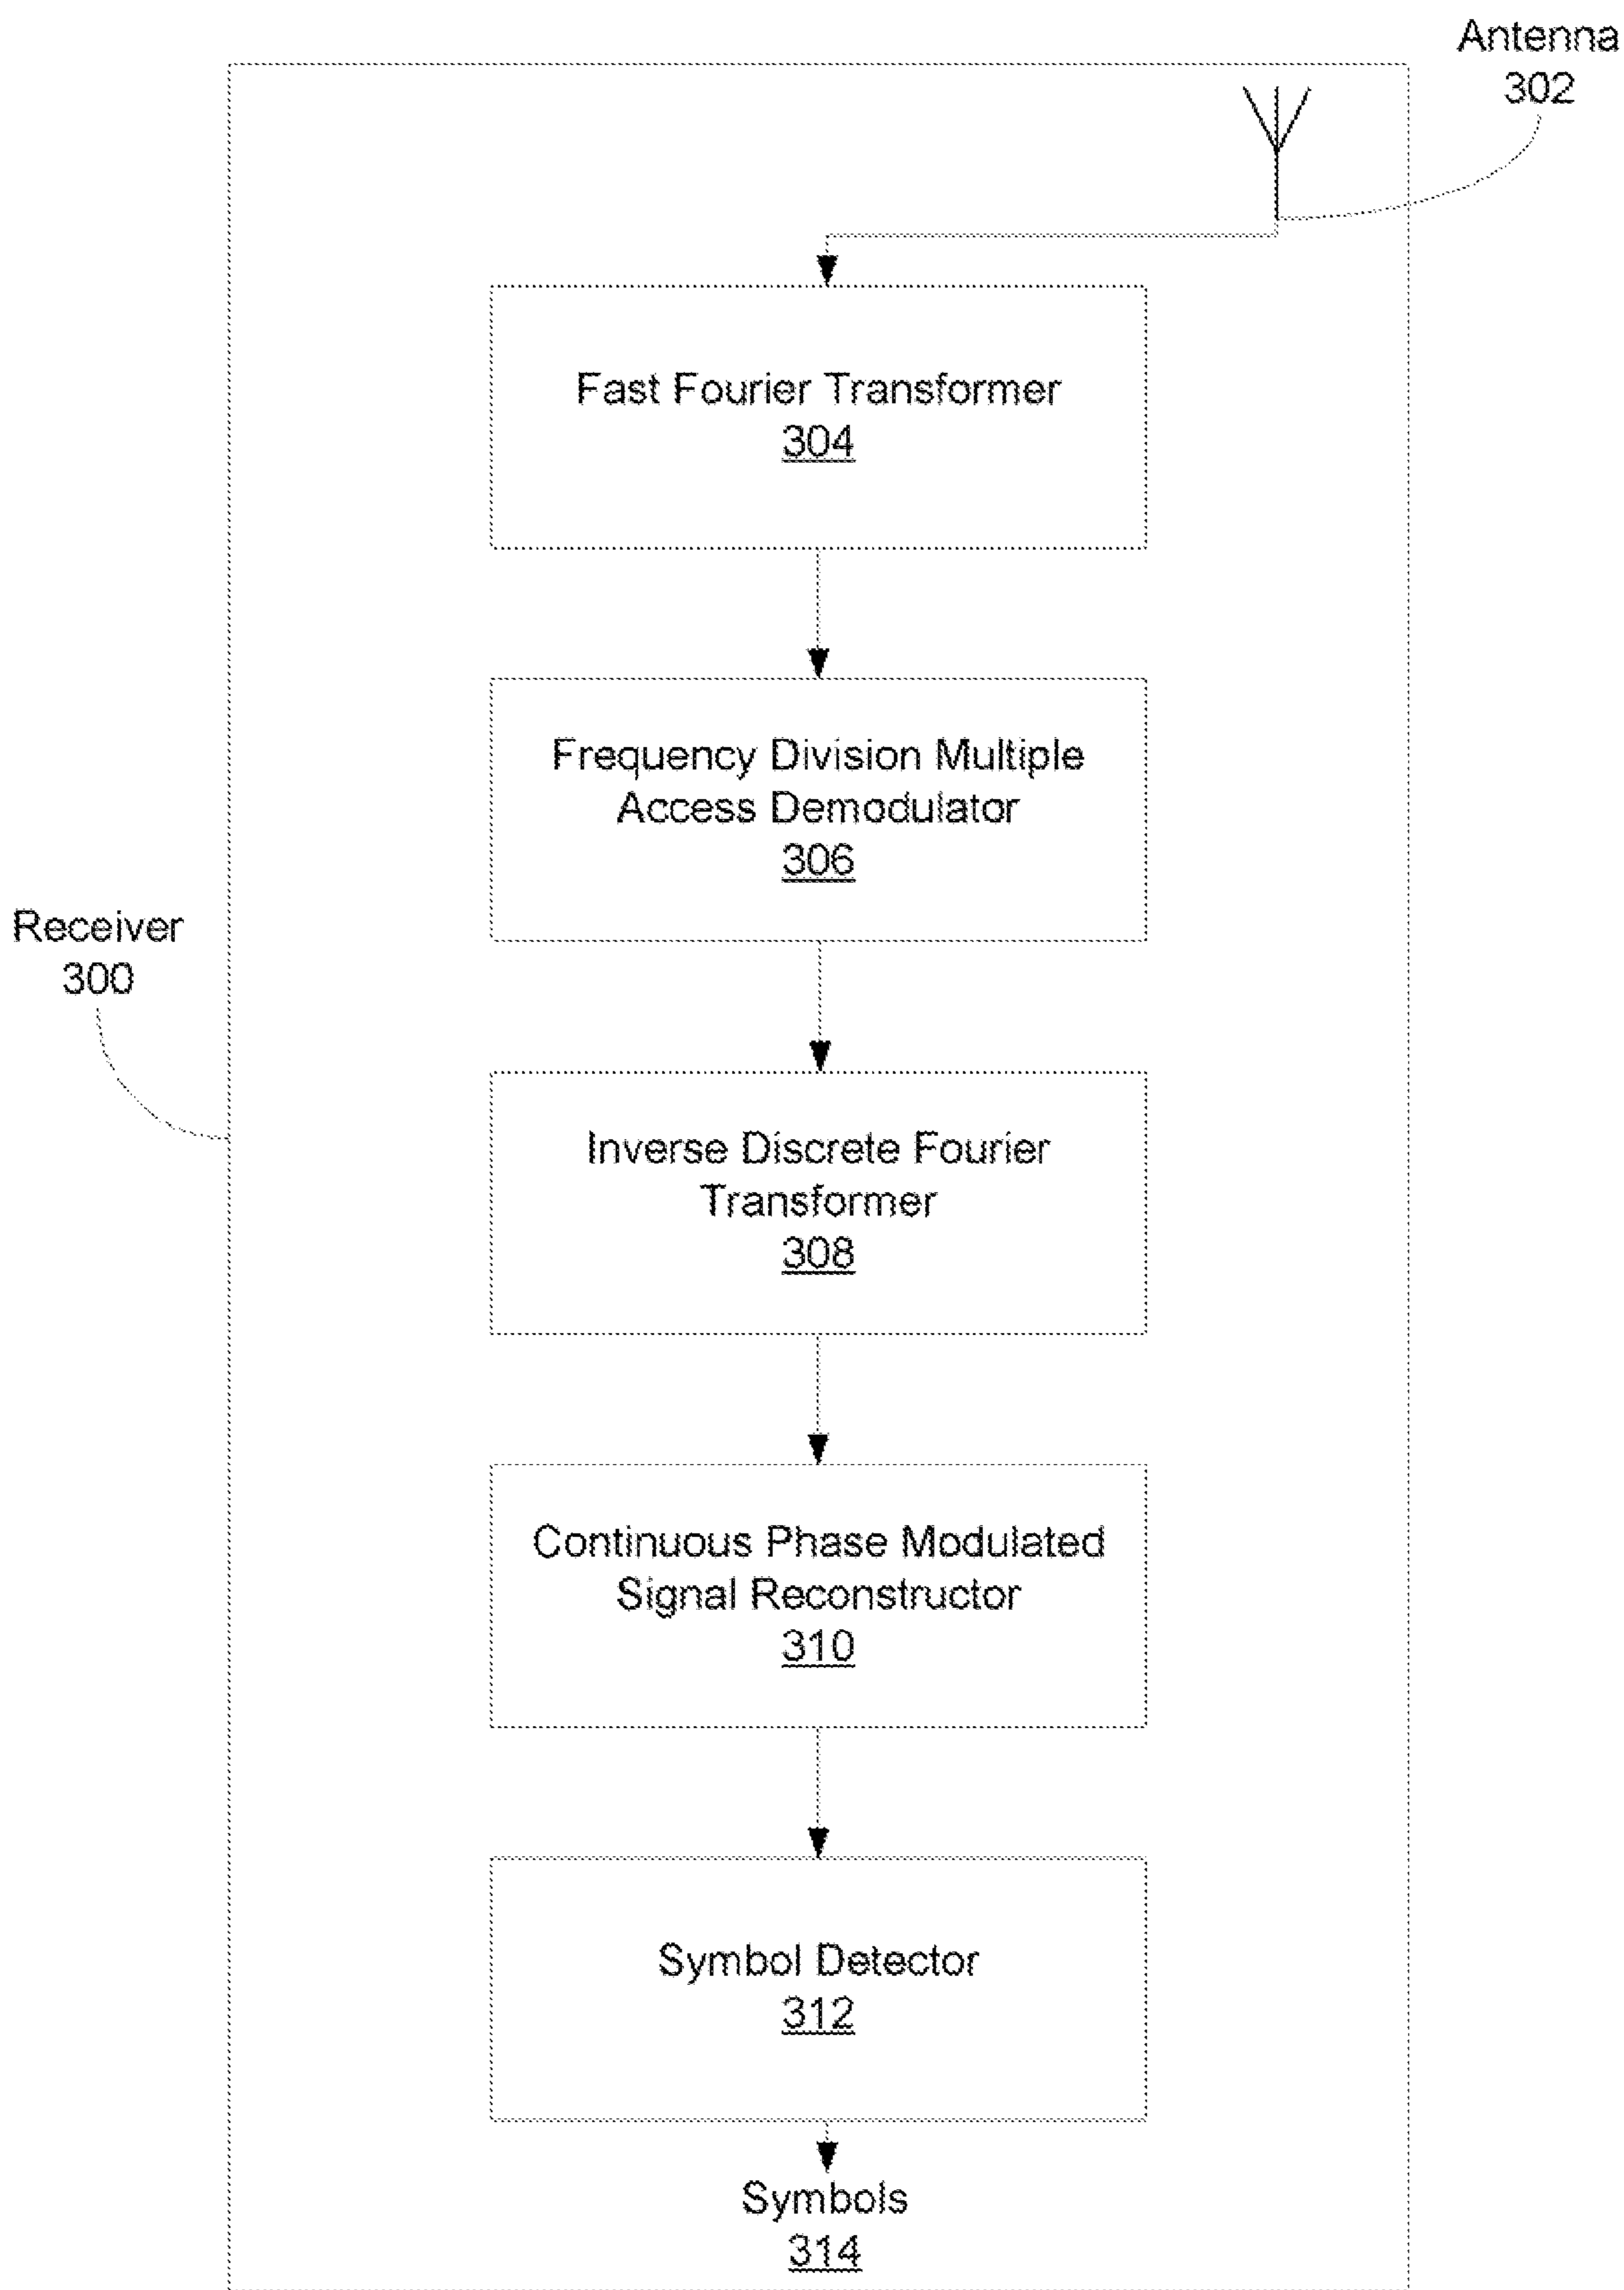 Antenna
302
Fast Fourier Transformer
304
Frequency Division Multiple
Access Demodulator
306
Receiver
300
Inverse Discrete Fourier
Transformer
308
Continuous Phase Modulated
Signal Reconstructor
310
Symbol Detector
312
Symbols
314